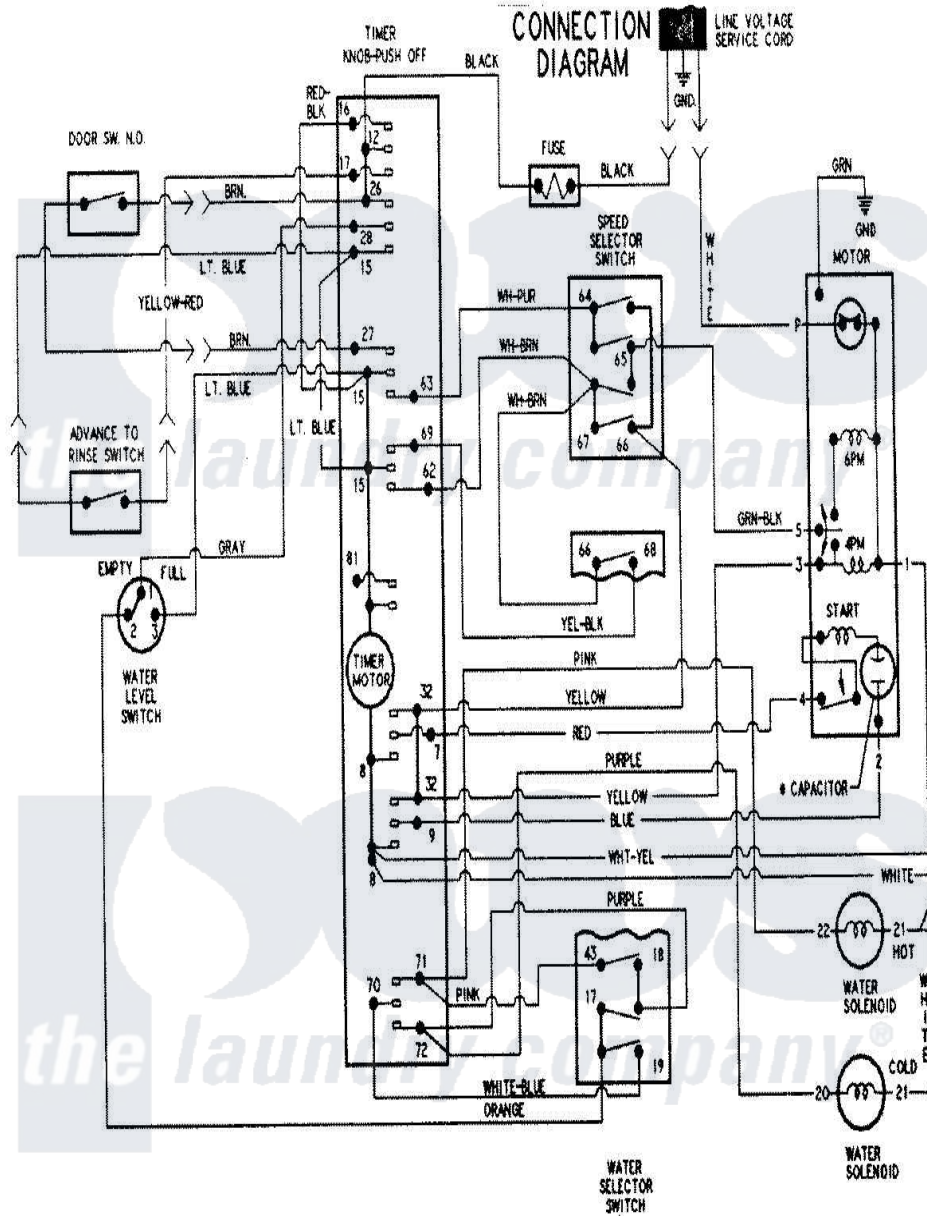 CONNECTION
DIAGRAM
LINE VOLTAGE
SERVICE CORD
TIMER
KNOB-PUSH OFF
BLACK
GND.
RED-
BLK
16
12
DOOR SW. N.O.
17
FUSE
BLACK
GRN
BRN.
26
SPEED
SELECTOR
SWITCH
WHITE
GND
28
MOTOR
LT. BLUE
15
YELLOW-RED
WH-PUR
64
P
BRN.
27
WH-BRN
65
LT. BLUE
15
63
WH-BRN
LT. BLUE
69
67
66
ADVANCE TO
RINSE SWITCH
15
62
6PM
GRN-BLK
5
GRAY
4PM
EMPTY
FULL
81
66
68
3
1
1
2
3
YEL-BLK
START
WATER
LEVEL
SWITCH
TIMER
MOTOR
PINK
32
YELLOW
4
RED
7
8
PURPLE
2
32
YELLOW
* CAPACITOR
9
BLUE
8
WHT-YEL
WHITE
PURPLE
22
21
HOT
43
18
71
70
PINK
17
WATER
SOLENOID
WHITE
72
19
COLD
WHITE-BLUE
20
21
ORANGE
WATER
SOLENOID
WATER
SELECTOR
SWITCH
the laundry company®
the laundry company®